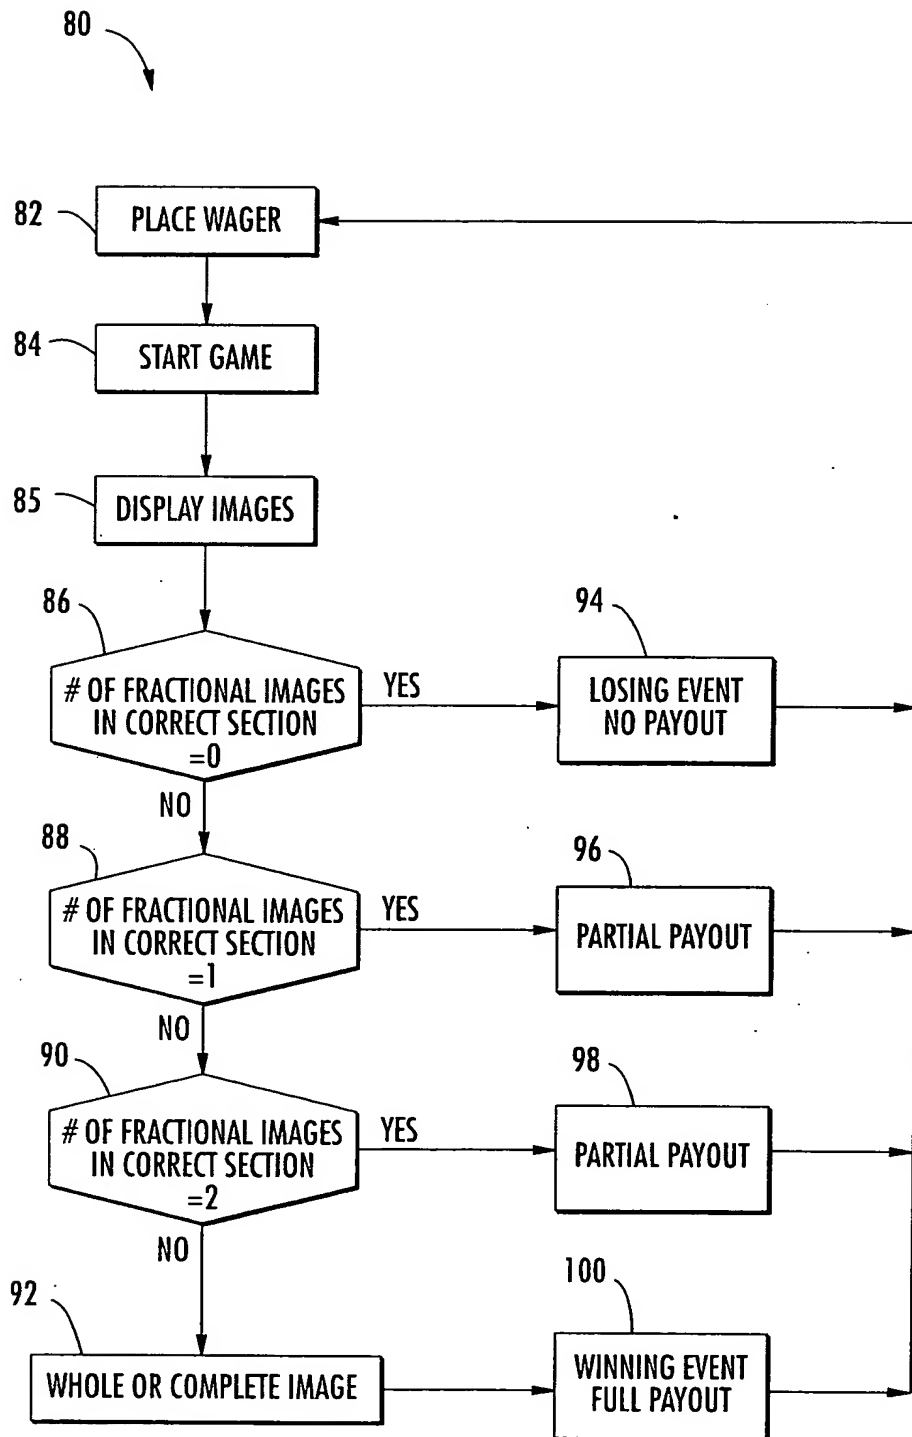 80
82
PLACE WAGER
84
START GAME
85
DISPLAY IMAGES
86
# OF FRACTIONAL IMAGES
IN CORRECT SECTION
=0
YES
94
LOSING EVENT
NO PAYOUT
NO
88
# OF FRACTIONAL IMAGES
IN CORRECT SECTION
=1
YES
96
PARTIAL PAYOUT
NO
90
# OF FRACTIONAL IMAGES
IN CORRECT SECTION
=2
YES
98
PARTIAL PAYOUT
NO
92
WHOLE OR COMPLETE IMAGE
100
WINNING EVENT
FULL PAYOUT